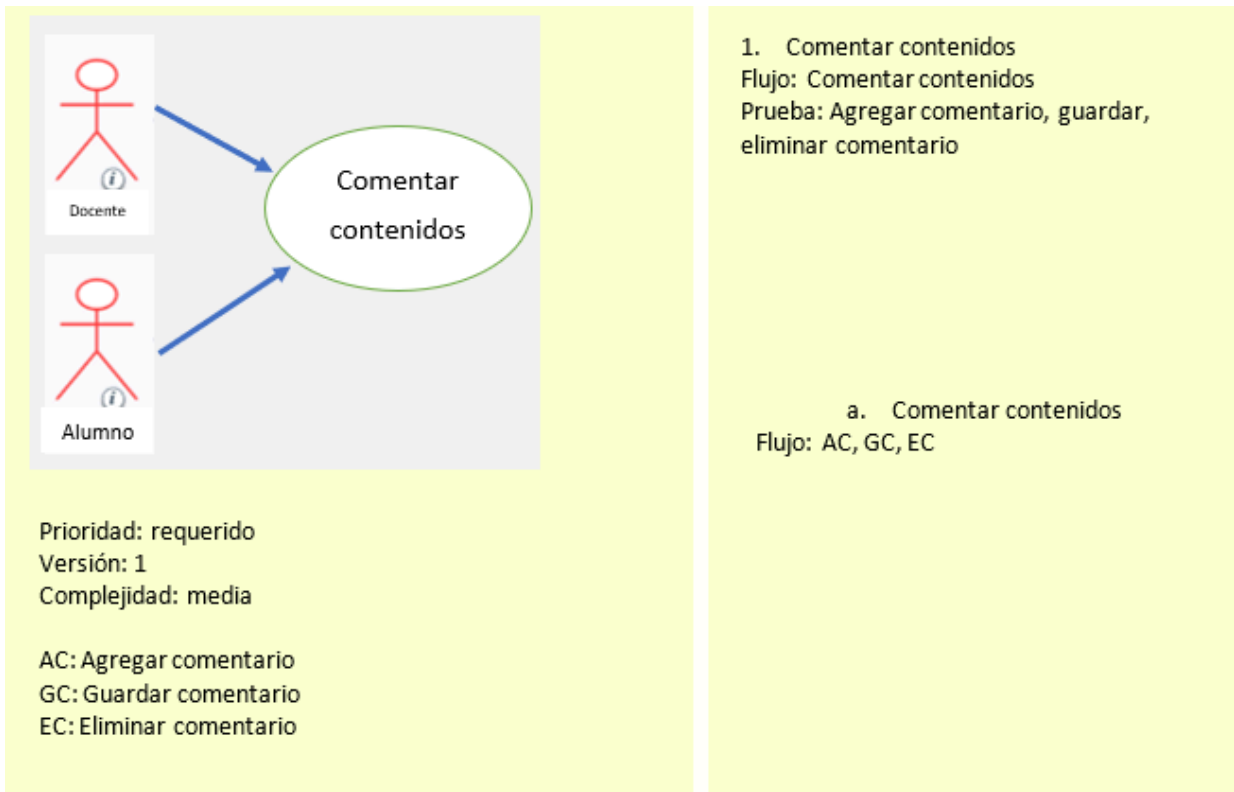 Docente
Comentar
contenidos
Alumno
Prioridad: requerido
Versión: 1
Complejidad: media
AC: Agregar comentario
GC: Guardar comentario
EC: Eliminar comentario
1. Comentar contenidos
Flujo: Comentar contenidos
Prueba: Agregar comentario, guardar,
eliminar comentario
a. Comentar contenidos
Flujo: AC, GC, EC